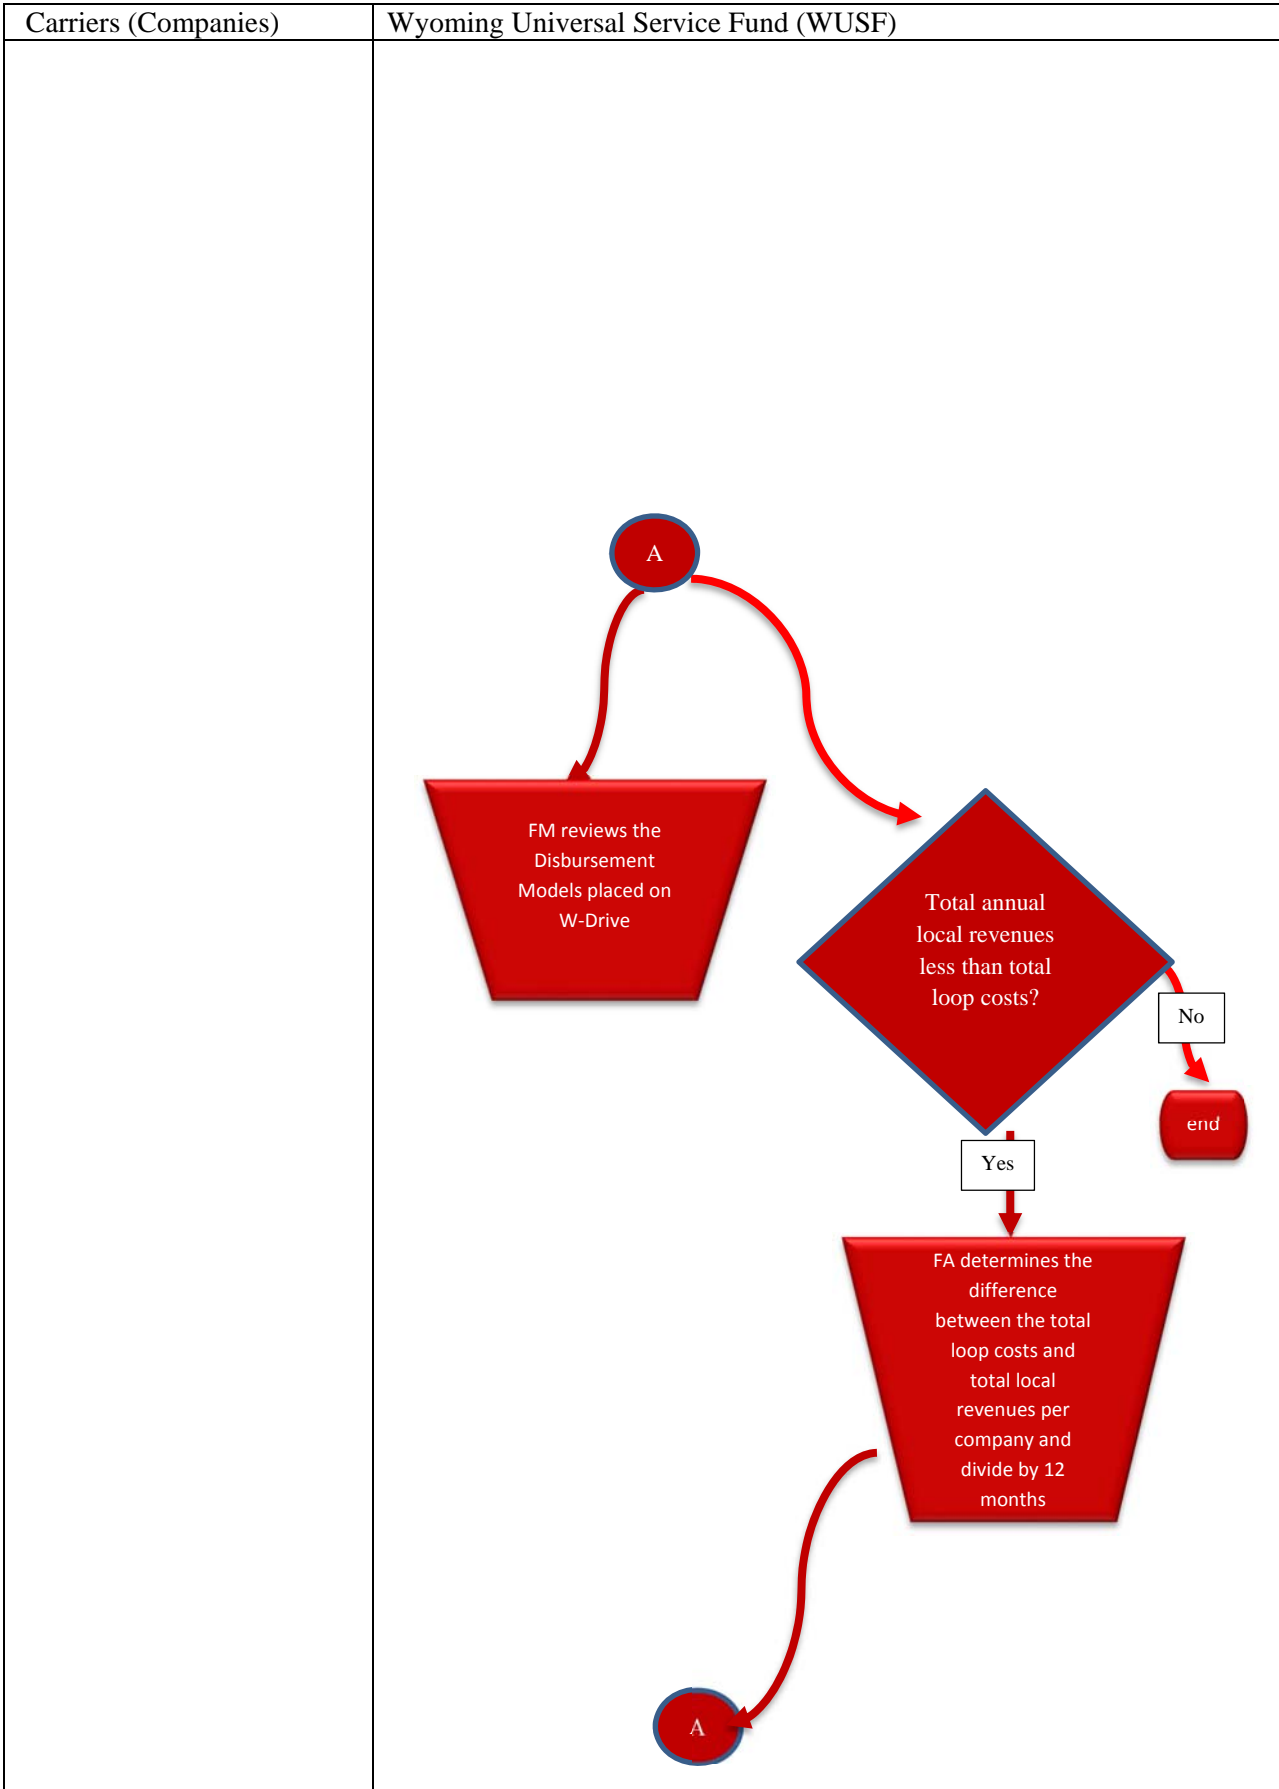 Carriers (Companies)
Wyoming Universal Service Fund (WUSF)
A
FM reviews the
Disbursement
Models placed on
W-Drive
Total annual
local revenues
less than total
loop costs?
No
end
Yes
FA determines the
difference
between the total
loop costs and
total local
revenues per
company and
divide by 12
months
A